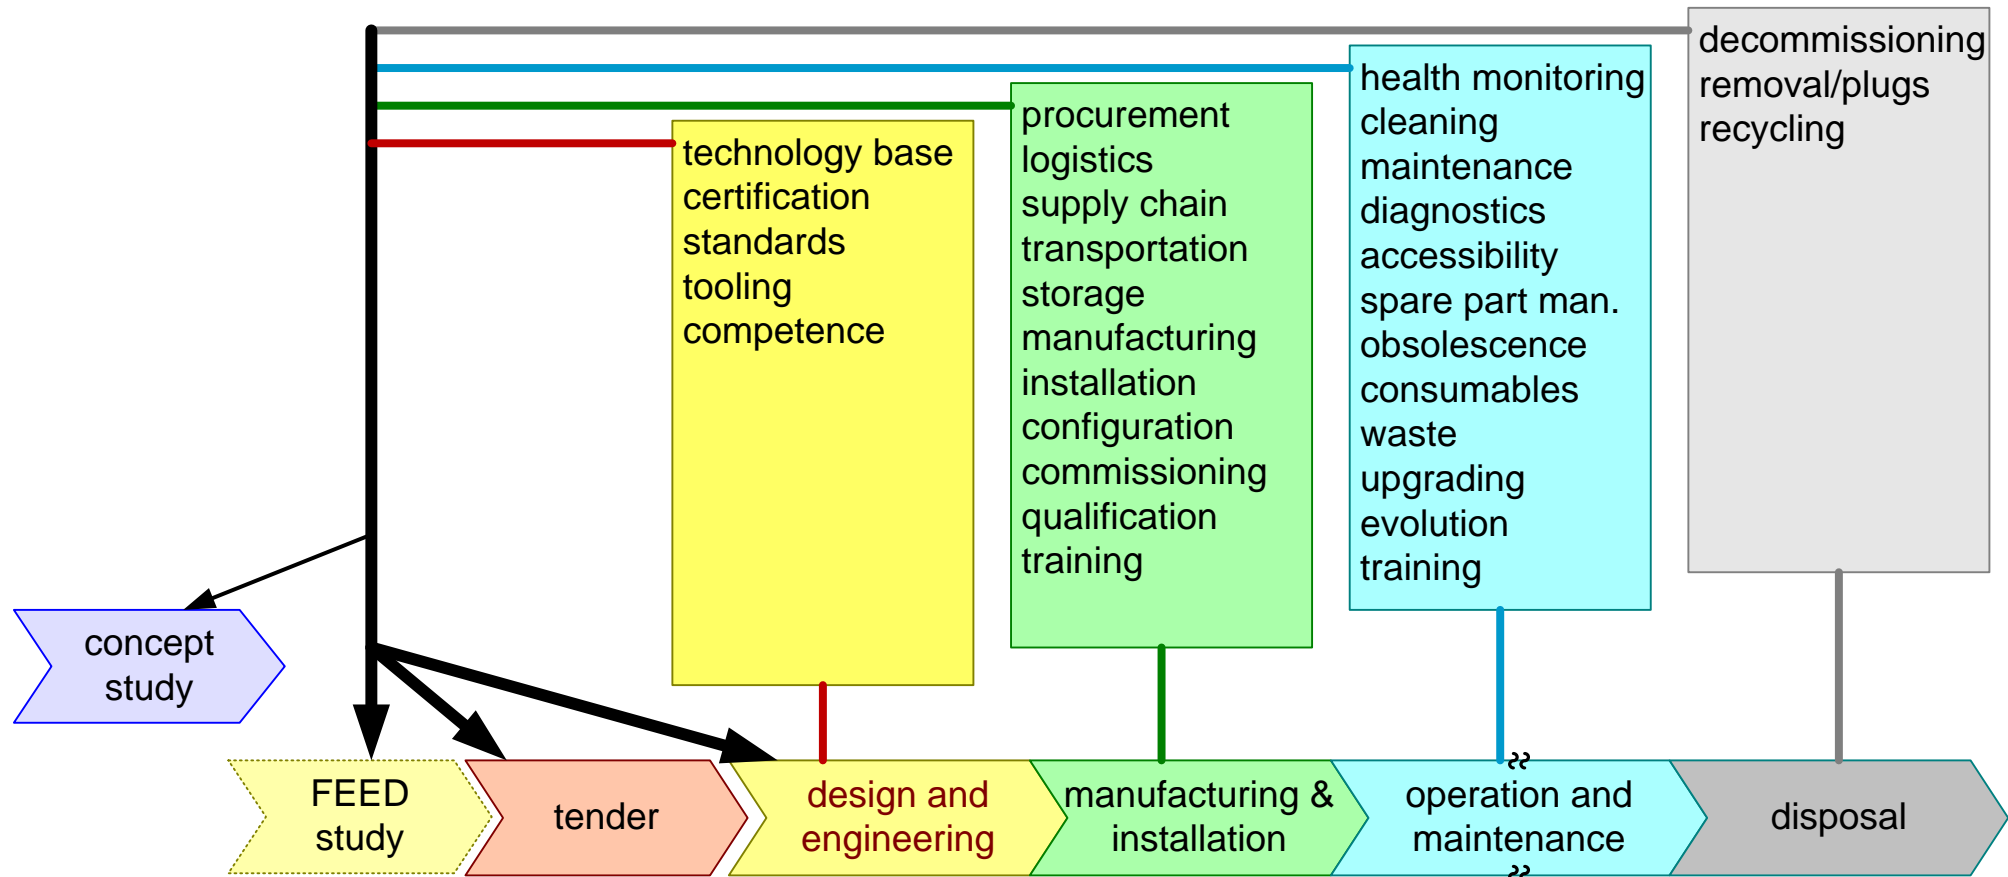 decommissioning
removal/plugs
recycling
health monitoring
cleaning
maintenance
diagnostics
accessibility
spare part man.
obsolescence
consumables
waste
upgrading
evolution
training
procurement
logistics
supply chain
transportation
storage
manufacturing
installation
configuration
commissioning
qualification
training
technology base
certification
standards
tooling
competence
concept
study
FEED
study
tender
design and
engineering
manufacturing &
installation
operation and
maintenance
disposal